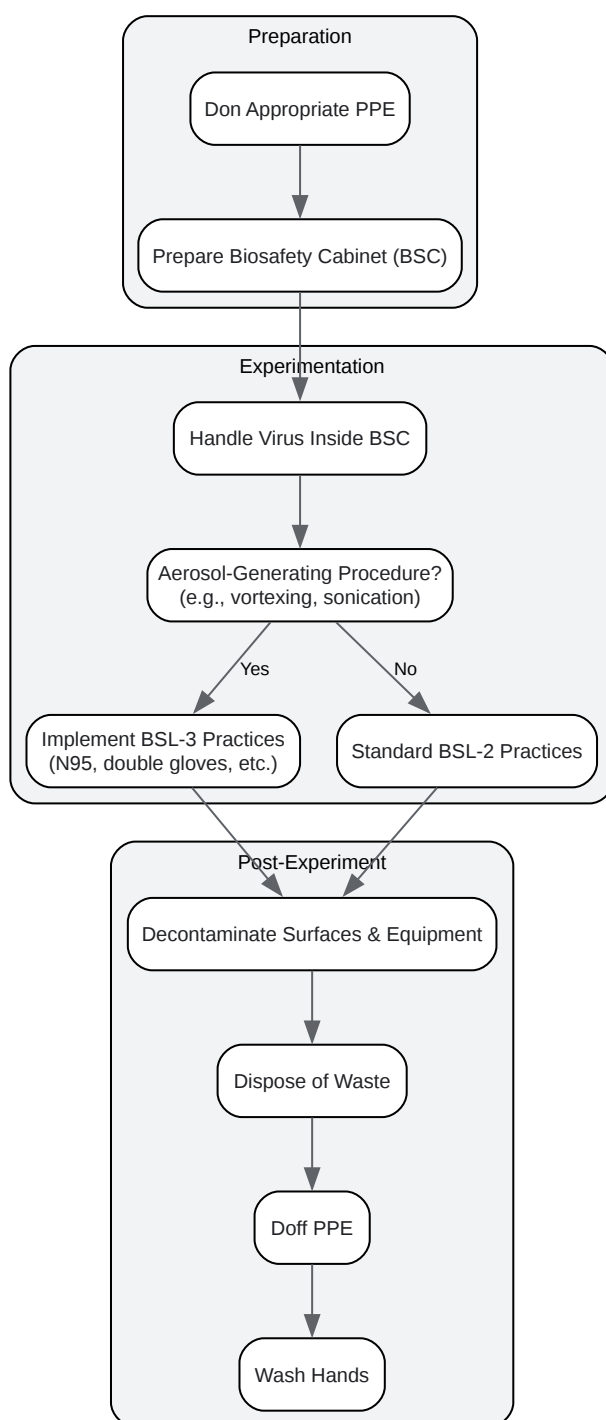 Preparation
Don Appropriate PPE
Prepare Biosafety Cabinet (BSC)
Experimentation
Handle Virus Inside BSC
Aerosol-Generating Procedure?
(e.g., vortexing, sonication)
Yes
No
Implement BSL-3 Practices
(N95, double gloves, etc.)
Standard BSL-2 Practices
Post-Experiment
Decontaminate Surfaces & Equipment
Dispose of Waste
Doff PPE
Wash Hands